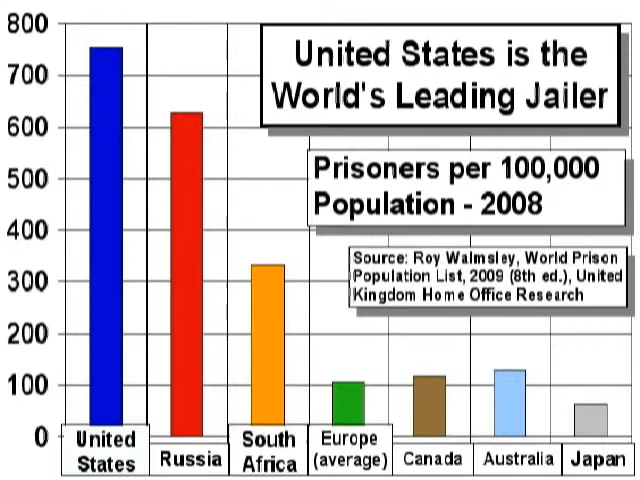 800
700
600
500
400
300
200
100
0
United States is the
World's Leading Jailer
Prisoners per 100,000
Population - 2008
Source: Roy Walmsley, World Prison
Population List, 2009 (8th ed.), United
Kingdom Home Office Research
United
States
Russia
South
Africa
Europe
(average)
Canada
Australia
Japan